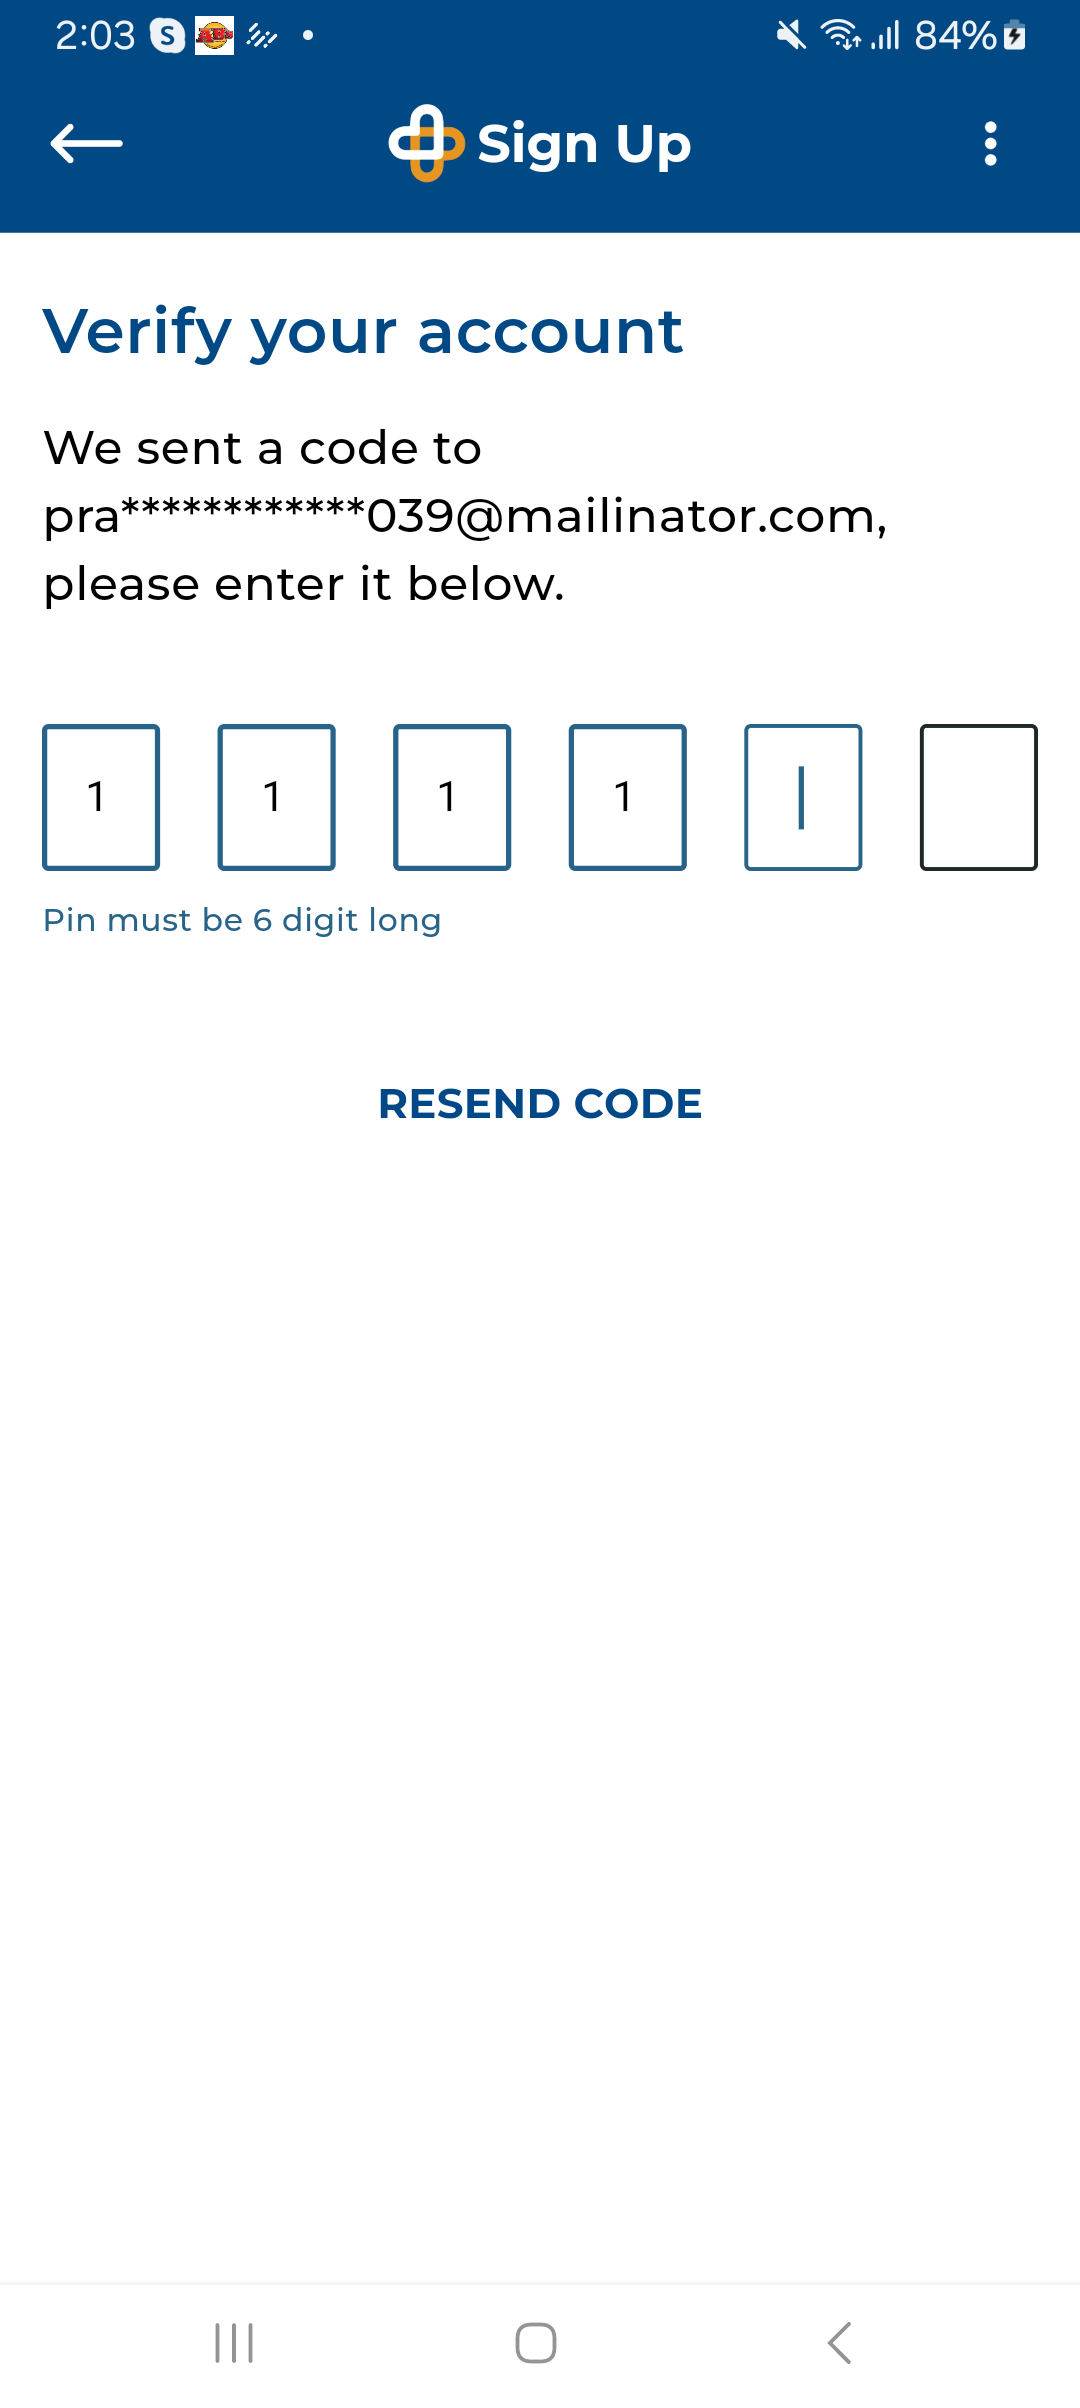 2:03
84%
Sign Up
Verify your account
We sent a code to
pra************039@mailinator.com,
please enter it below.
1 1 1 1
Pin must be 6 digit long
RESEND CODE